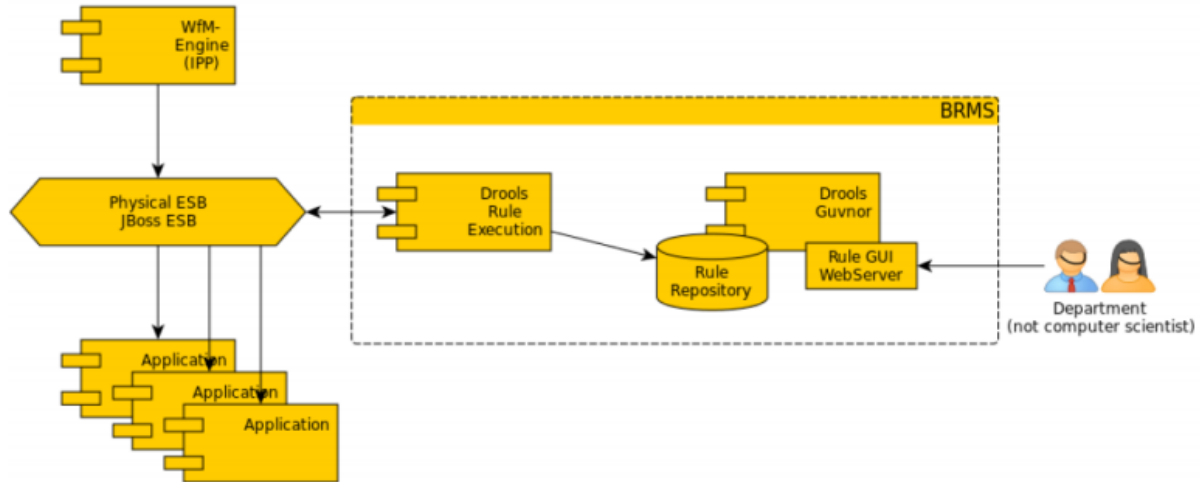 WfM-
Engine
(IPP)
BRMS
Physical ESB
JBoss ESB
Drools
Rule
Execution
Drools
Guvnor
Rule
Repository
Rule GUI
WebServer
Department
(not computer scientist)
Application
Application
Application